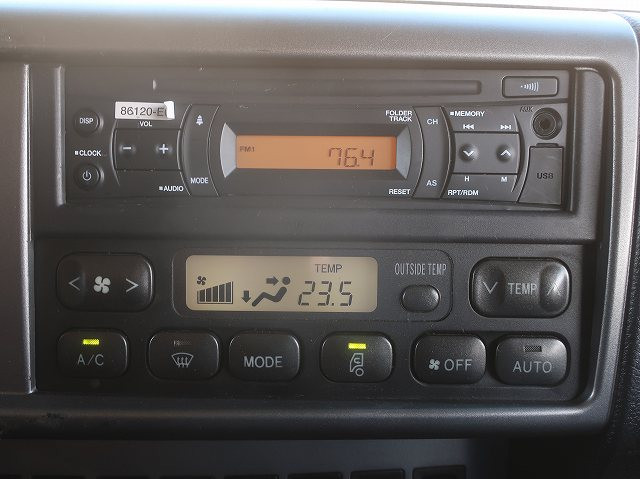 86120-E
DISP
VOL
FOLDER
TRACK
CH
■MEMORY
AUX
FM1
76.4
■CLOCK
■AUDIO
MODE
RESET
AS
H
M
RPT/RDM
USB
TEMP
23.5
OUTSIDE TEMP
TEMP
A/C
MODE
OFF
AUTO